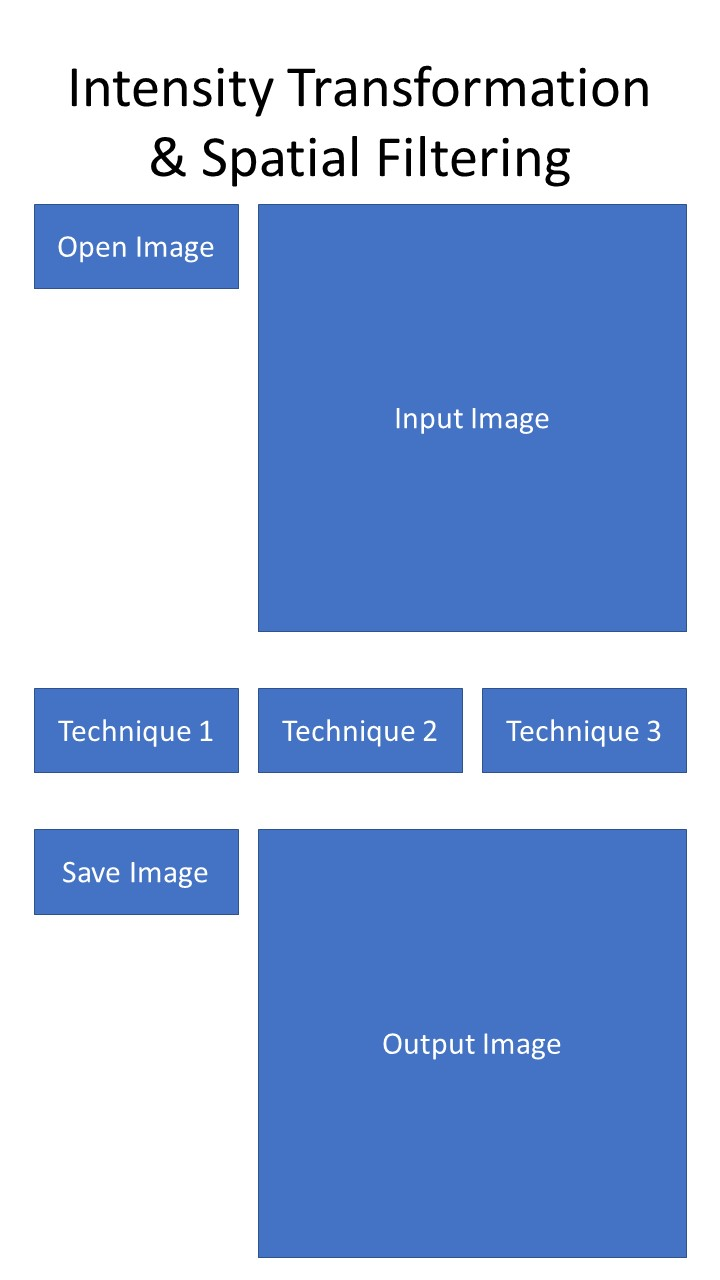 Intensity Transformation
& Spatial Filtering
Open Image
Input Image
Technique 1
Technique 2
Technique 3
Save Image
Output Image